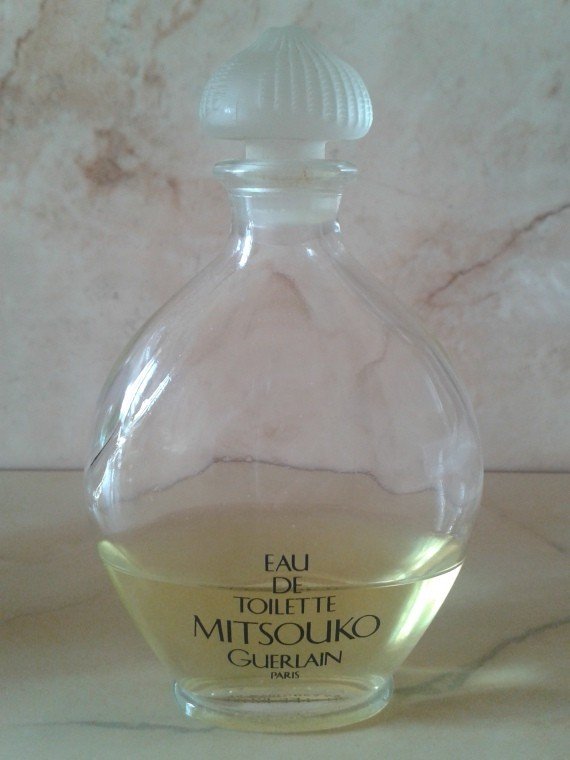 EAU
DE
TOILETTE
MITSOUKO
GUERLAIN
PARIS